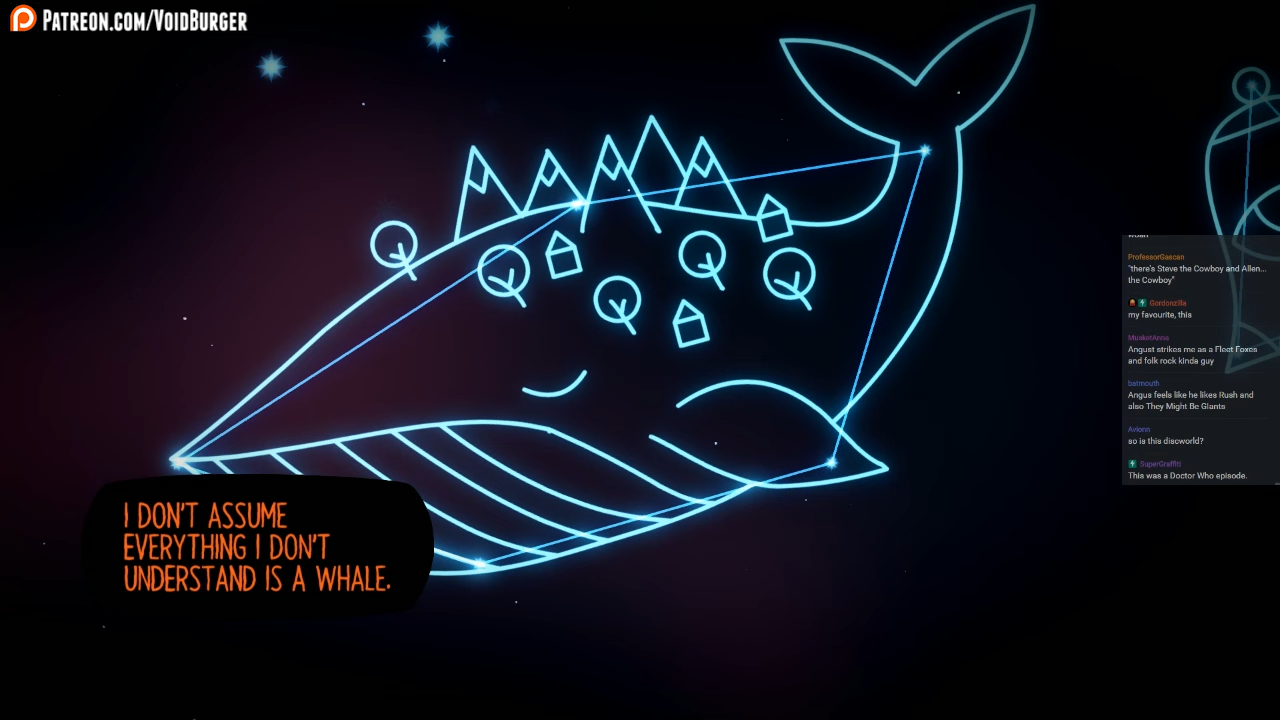 PATREON.COM/VOIDBURGER
ProfessorGascan
"there's Steve the Cowboy and Allen...
the Cowboy"
Gordonzilla
my favourite, this
MusketAnna
Angust strikes me as a Fleet Foxes
and folk rock kinda guy
batmouth
Angus feels like he likes Rush and
also They Might Be Giants
Avionn
so is this discworld?
SuperGraffiti
This was a Doctor Who episode.
I DON'T ASSUME
EVERYTHING I DON'T
UNDERSTAND IS A WHALE.